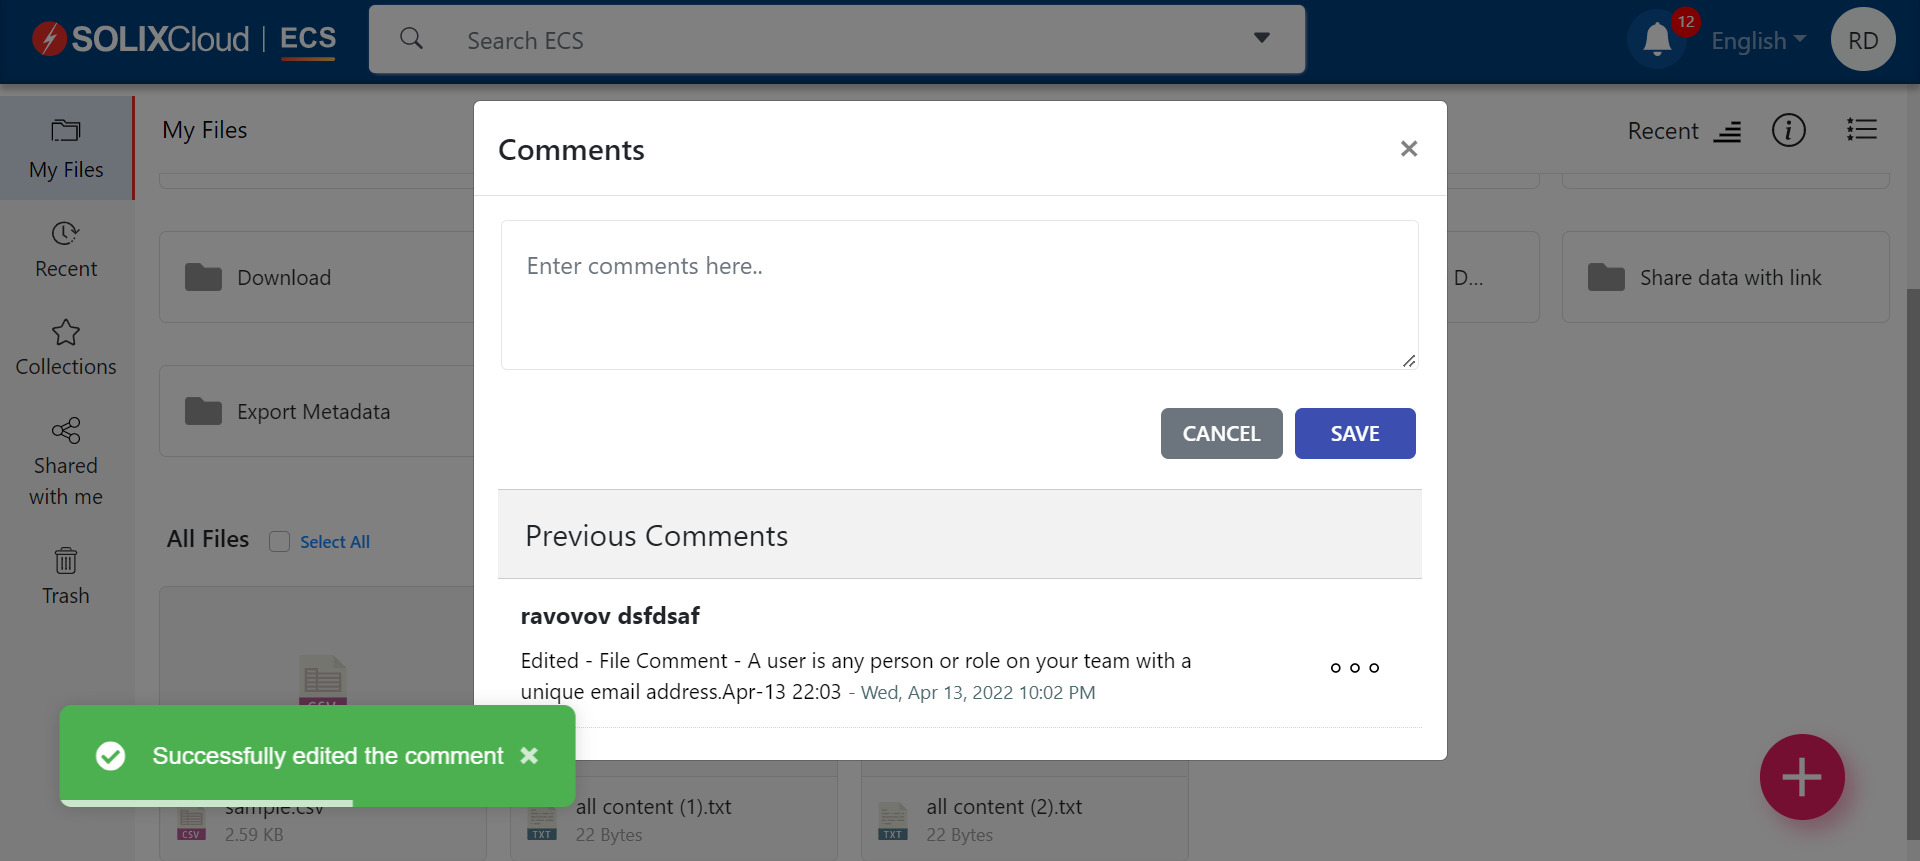 SOLIXCloud | ECS
Search ECS
12
English
RD
My Files
Recent
Collections
Shared
with me
Trash
My Files
Recent
Download
D...
Share data with link
Export Metadata
All Files
Select All
Comments
×
Enter comments here..
CANCEL
SAVE
Previous Comments
ravovov dsfdsaf
Edited - File Comment - A user is any person or role on your team with a
unique email address.Apr-13 22:03 - Wed, Apr 13, 2022 10:02 PM
Successfully edited the comment ×
CSV
sample.csv
CSV
2.59 KB
all content (1).txt
TXT
22 Bytes
all content (2).txt
TXT
22 Bytes